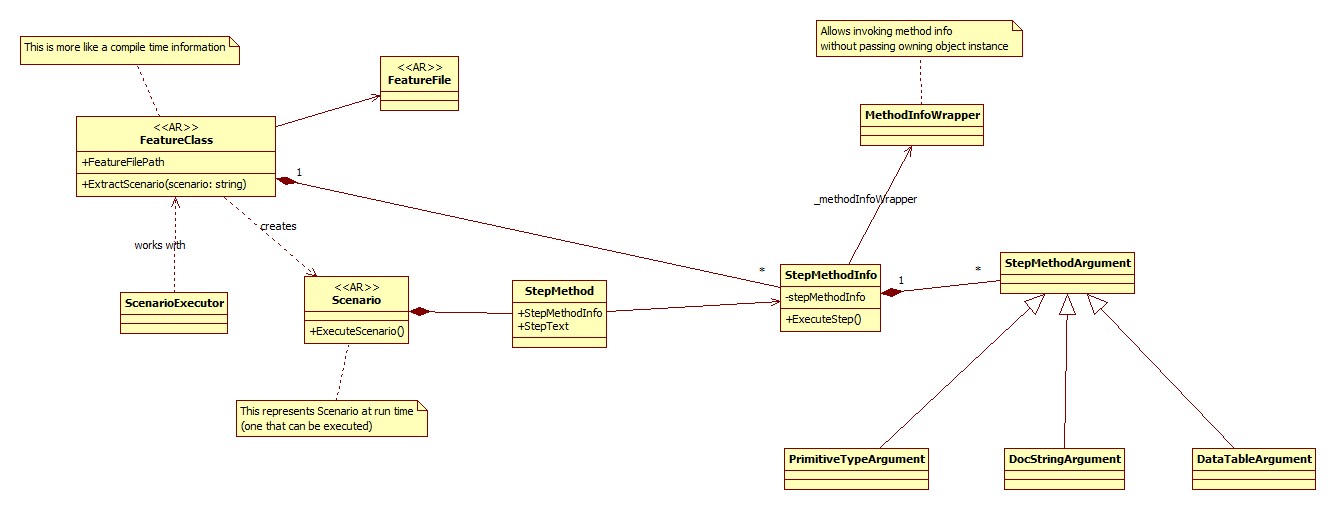 This is more like a compile time information
<<AR>>
FeatureFile
Allows invoking method info
without passing owning object instance
<<AR>>
FeatureClass
+FeatureFilePath
+ExtractScenario(scenario: string)
1
MethodInfoWrapper
_methodInfoWrapper
creates
works with
ScenarioExecutor
<<AR>>
Scenario
+ExecuteScenario()
StepMethod
+StepMethodInfo
+StepText
*
StepMethodInfo
-stepMethodInfo
+ExecuteStep()
1
*
StepMethodArgument
This represents Scenario at run time
(one that can be executed)
PrimitiveTypeArgument
DocStringArgument
DataTableArgument